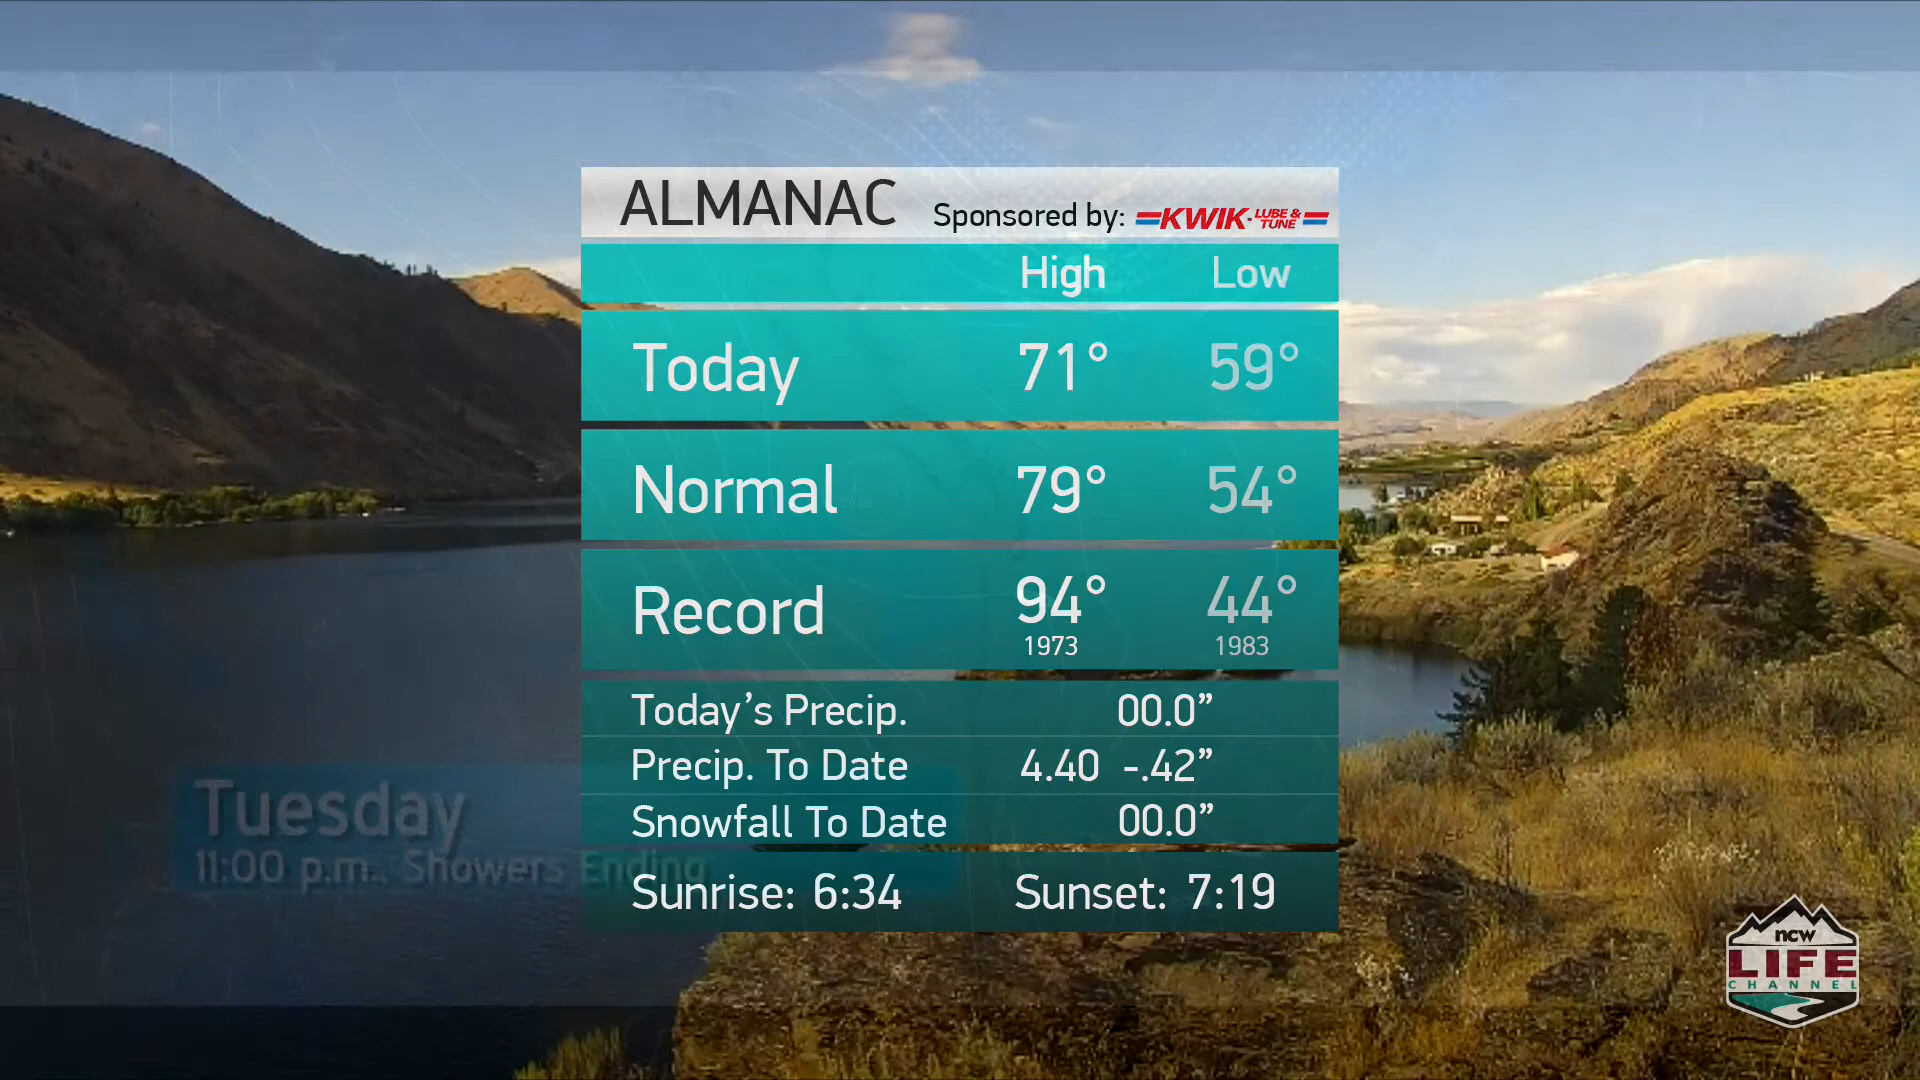 ALMANAC Sponsored by: KWIK-LUBE & TUNE
High Low
Today 71° 59°
Normal 79° 54°
Record 94° 44°
1973 1983
Today’s Precip. 00.0”
Precip. To Date 4.40 -.42”
Snowfall To Date 00.0”
Tuesday
11:00 p.m. Showers Ending
Sunrise: 6:34 Sunset: 7:19
ncw
LIFE
CHANNEL